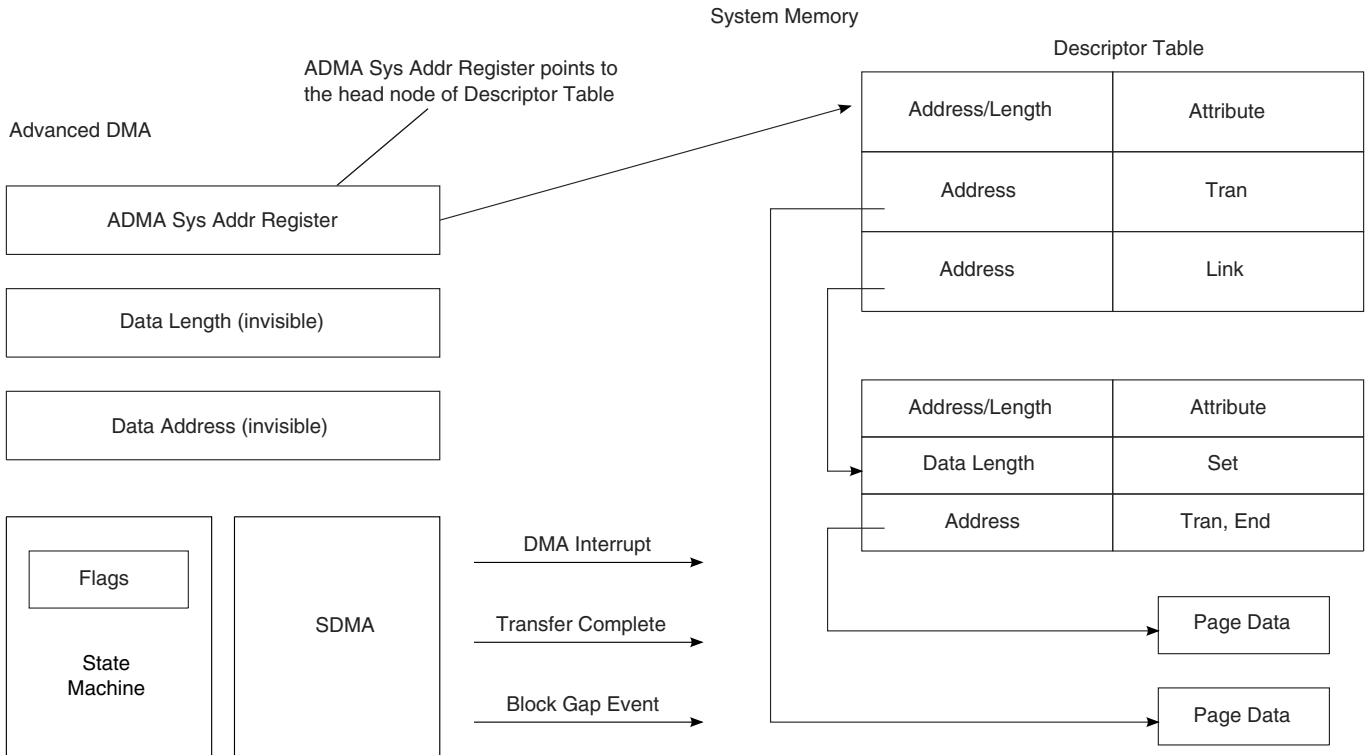 System Memory
Descriptor Table
ADMA Sys Addr Register points to
the head node of Descriptor Table
Advanced DMA
Address/Length Attribute
Address Tran
ADMA Sys Addr Register
Address Link
Data Length (invisible)
Address/Length Attribute
Data Address (invisible)
Data Length Set
Address Tran, End
DMA Interrupt
Flags
SDMA
Transfer Complete
Page Data
State
Machine
Block Gap Event
Page Data